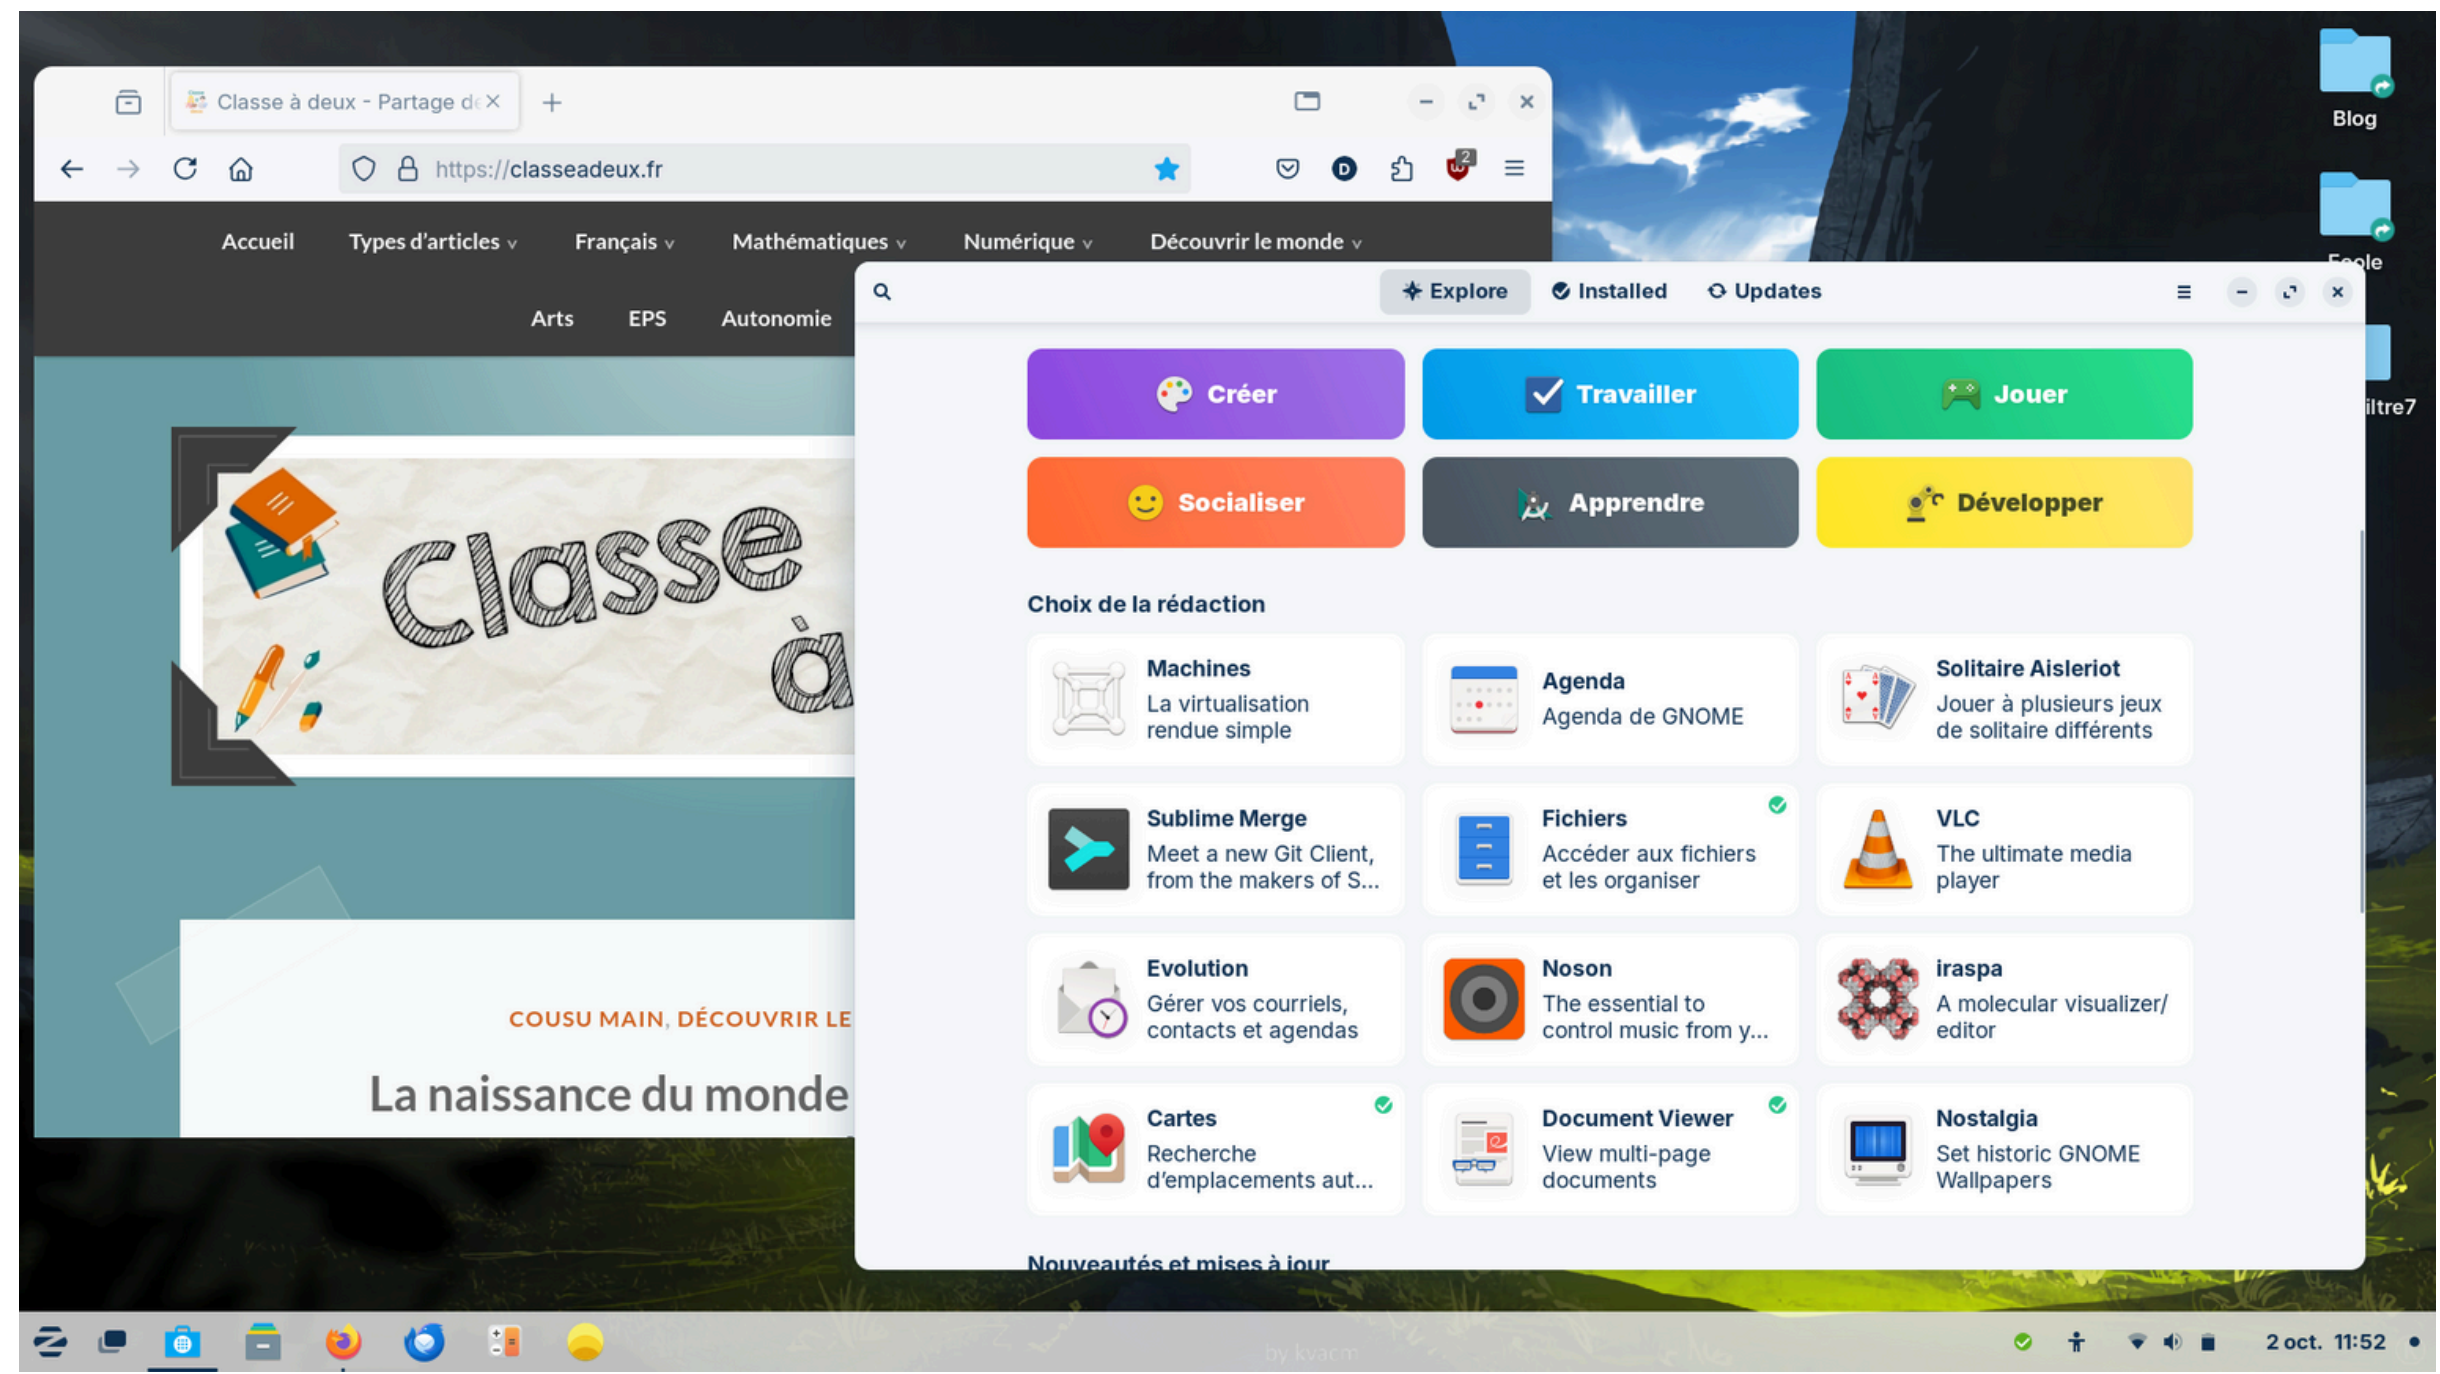 Classe à deux - Partage de
https://classeadeux.fr
2
Accueil Types d'articles Français Mathématiques Numérique Découvrir le monde
Arts EPS Autonomie
Classe
à
COUSU MAIN, DÉCOUVRIR LE
La naissance du monde
Explore Installed Updates
Créer Travailler Jouer
Socialiser Apprendre Développer
Choix de la rédaction
Machines
La virtualisation
rendue simple
Agenda
Agenda de GNOME
Solitaire Aisleriot
Jouer à plusieurs jeux
de solitaire différents
Sublime Merge
Meet a new Git Client,
from the makers of S...
Fichiers
Accéder aux fichiers
et les organiser
VLC
The ultimate media
player
Evolution
Gérer vos courriels,
contacts et agendas
Noson
The essential to
control music from y...
iraspa
A molecular visualizer/
editor
Cartes
Recherche
d'emplacements aut...
Document Viewer
View multi-page
documents
Nostalgia
Set historic GNOME
Wallpapers
Nouveautés et mises à jour
Blog
Ecole
iltre7
by kvacm
2 oct. 11:52